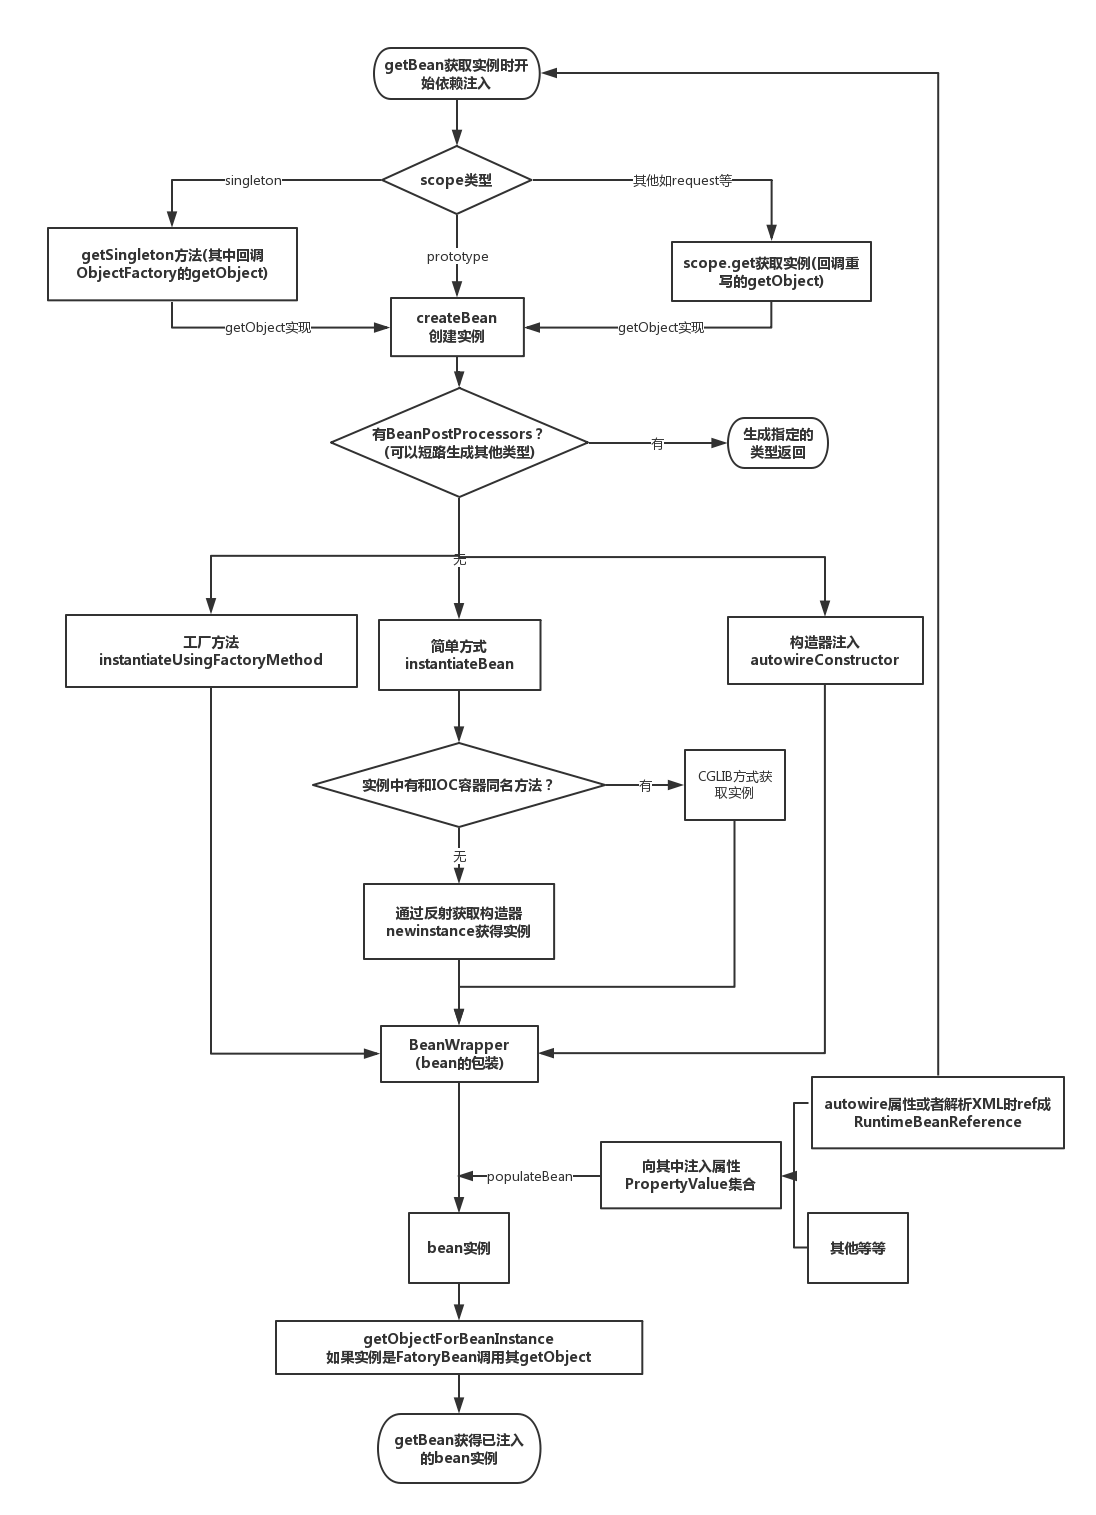 getBean获取实例时开
始依赖注入
singleton
scope类型
其他如request等
getSingleton方法(其中回调
ObjectFactory的getObject)
prototype
scope.get获取实例(回调重
写的getObject)
getObject实现
createBean
创建实例
getObject实现
有BeanPostProcessors？
(可以短路生成其他类型)
有
生成指定的
类型返回
无
工厂方法
instantiateUsingFactoryMethod
简单方式
instantiateBean
构造器注入
autowireConstructor
实例中有和IOC容器同名方法？
有
CGLIB方式获
取实例
无
通过反射获取构造器
newinstance获得实例
BeanWrapper
(bean的包装)
autowire属性或者解析XML时ref成
RuntimeBeanReference
populateBean
向其中注入属性
PropertyValue集合
bean实例
其他等等
getObjectForBeanInstance
如果实例是FatoryBean调用其getObject
getBean获得已注入
的bean实例